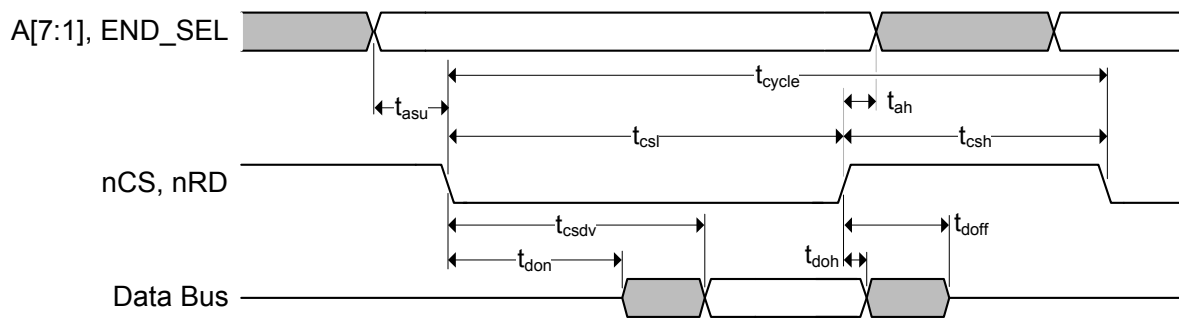 A[7:1], END_SEL
tcycle
tasu
tah
tcsl
tcsh
nCS, nRD
tcsdv
tdoff
tdon
tdoh
Data Bus